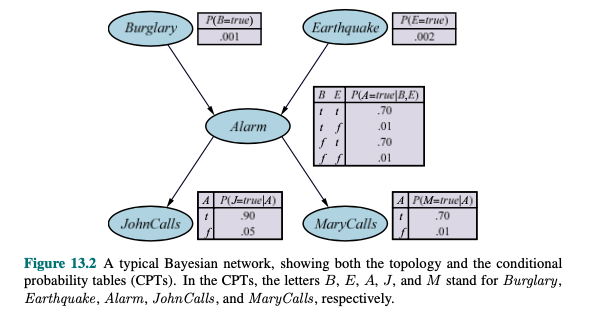 Burglary
P(B=true)
.001
Earthquake
P(E=true)
.002
Alarm
B E P(A=true|B,E)
t t .70
t f .01
f t .70
f f .01
JohnCalls
A P(J=true|A)
t .90
f .05
MaryCalls
A P(M=true|A)
t .70
f .01
Figure 13.2 A typical Bayesian network, showing both the topology and the conditional
probability tables (CPTs). In the CPTs, the letters B, E, A, J, and M stand for Burglary,
Earthquake, Alarm, JohnCalls, and MaryCalls, respectively.